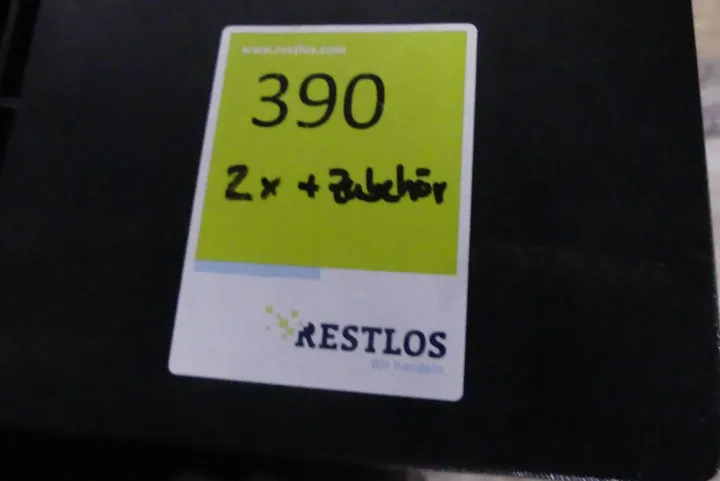 www.restlos.com
390
2x + Zubehör
RESTLOS
Wir handeln.